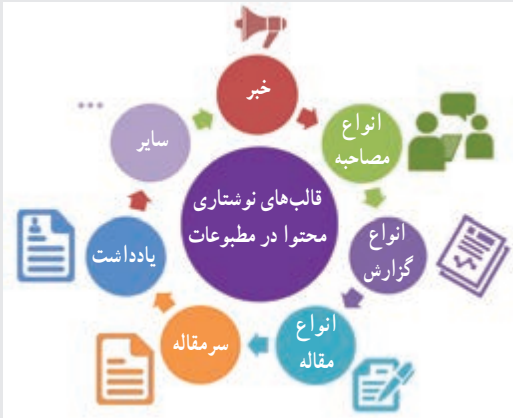 قالب‌های نوشتاری
محتوا در مطبوعات
خبر
انواع
مصاحبه
انواع
گزارش
انواع
مقاله
سرمقاله
یادداشت
سایر
...